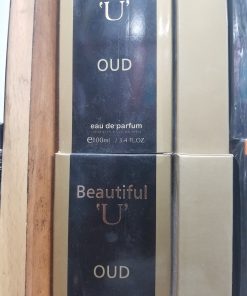 'U'
OUD
eau de parfum
℮100ml / 3.4 FL.OZ
Beautiful
'U'
OUD